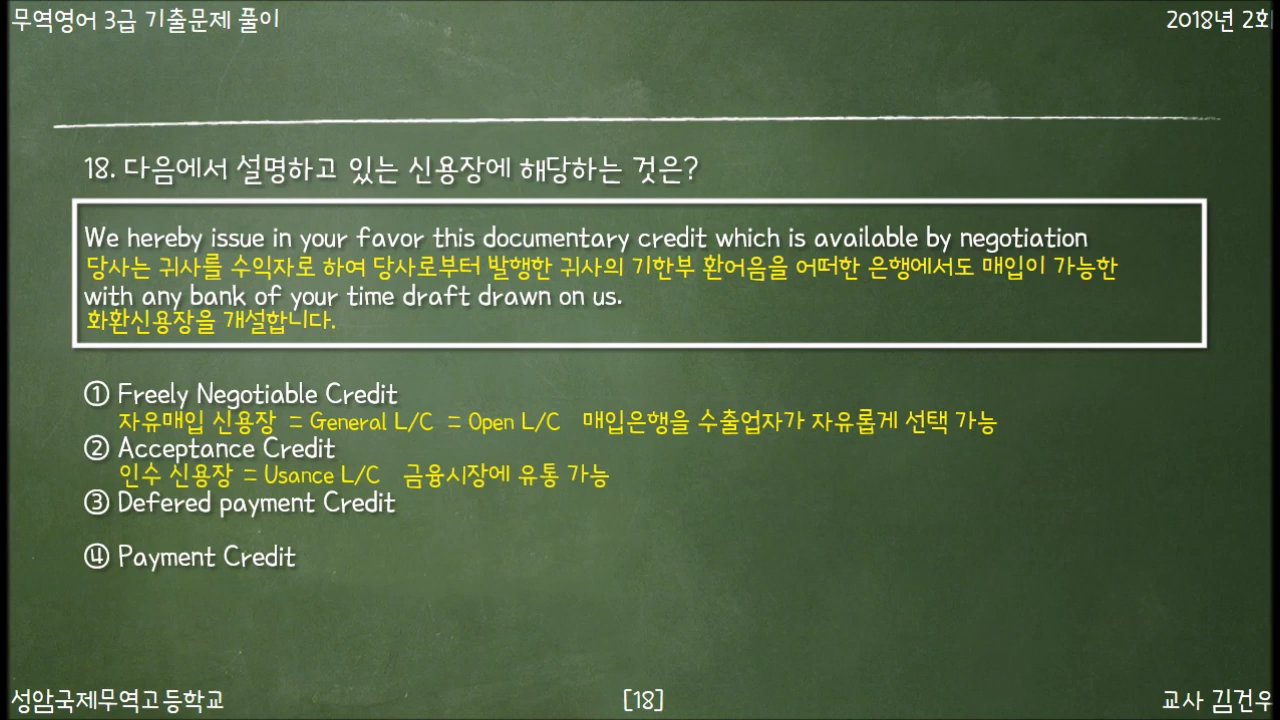 무역영어 3급 기출문제 풀이
2018년 2회
18. 다음에서 설명하고 있는 신용장에 해당하는 것은?
We hereby issue in your favor this documentary credit which is available by negotiation
당사는 귀사를 수익자로 하여 당사로부터 발행한 귀사의 기한부 환어음을 어떠한 은행에서도 매입이 가능한
with any bank of your time draft drawn on us.
화환신용장을 개설합니다.
① Freely Negotiable Credit
자유매입 신용장 = General L/C = Open L/C 매입은행을 수출업자가 자유롭게 선택 가능
② Acceptance Credit
인수 신용장 = Usance L/C 금융시장에 유통 가능
③ Defered payment Credit
④ Payment Credit
성암국제무역고등학교
[18]
교사 김건우